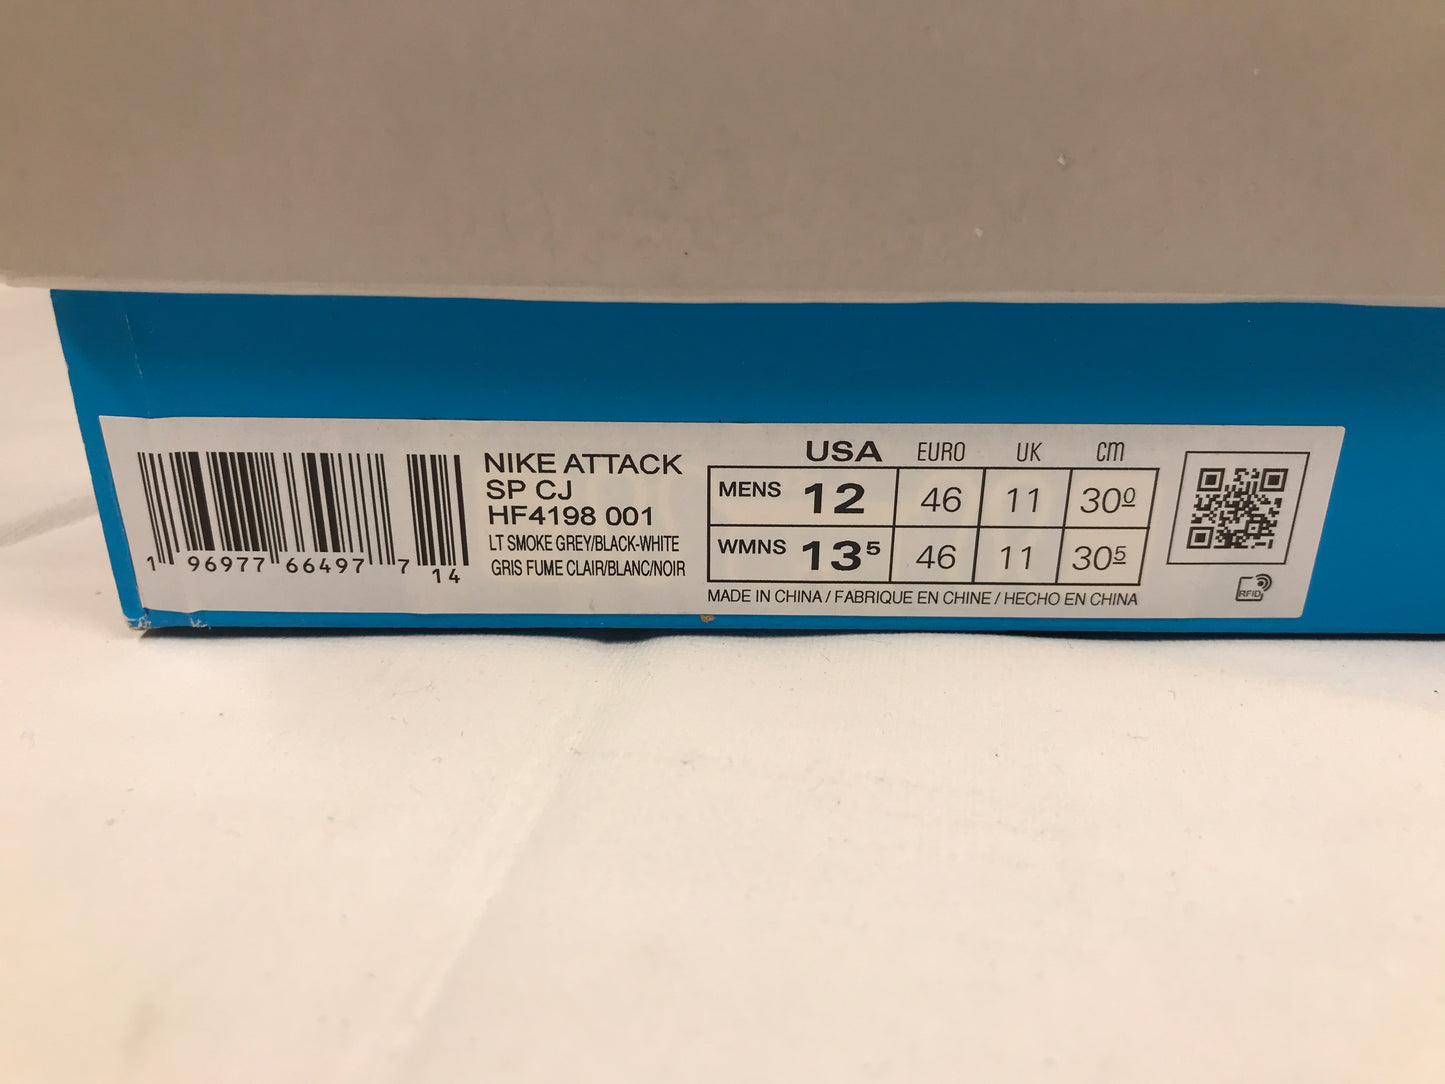 NIKE ATTACK
SP CJ
HF4198 001
LT SMOKE GREY/BLACK-WHITE
GRIS FUME CLAIR/BLANC/NOIR
1 96977 66497 7 14
USA EURO UK CM
MENS 12 46 11 30⁰
WMNS 13⁵ 46 11 30⁵
MADE IN CHINA / FABRIQUE EN CHINE / HECHO EN CHINA
RFID